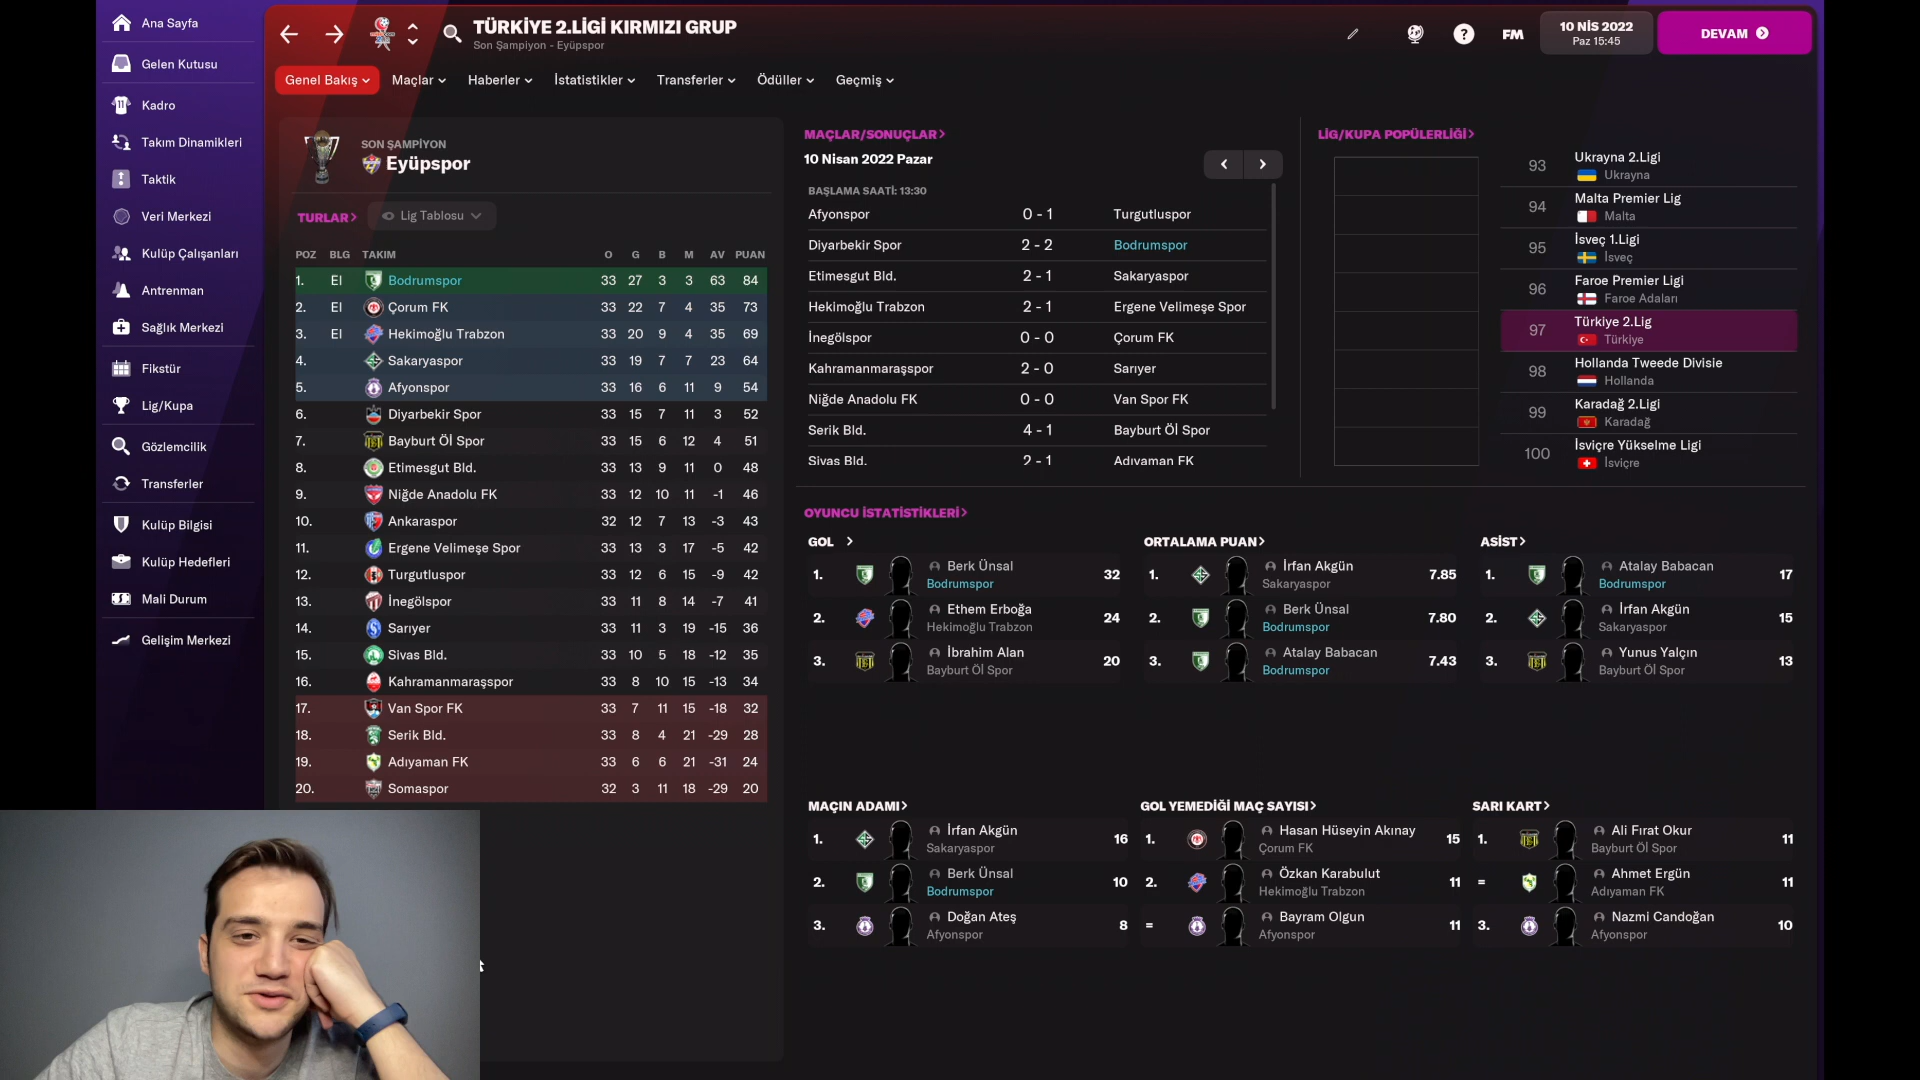 Ana Sayfa
Gelen Kutusu
Kadro
Takım Dinamikleri
Taktik
Veri Merkezi
Kulüp Çalışanları
Antrenman
Sağlık Merkezi
Fikstür
Lig/Kupa
Gözlemcilik
Transferler
Kulüp Bilgisi
Kulüp Hedefleri
Mali Durum
Gelişim Merkezi
TÜRKİYE 2.LİGİ KIRMIZI GRUP
Son Şampiyon - Eyüpspor
? FM
10 NİS 2022
Paz 15:45
DEVAM
Genel Bakış Maçlar Haberler İstatistikler Transferler Ödüller Geçmiş
SON ŞAMPİYON
Eyüpspor
TURLAR> Lig Tablosu
POZ BLG TAKIM O G B M AV PUAN
1. El Bodrumspor 33 27 3 3 63 84
2. El Çorum FK 33 22 7 4 35 73
3. El Hekimoğlu Trabzon 33 20 9 4 35 69
4. Sakaryaspor 33 19 7 7 23 64
5. Afyonspor 33 16 6 11 9 54
6. Diyarbekir Spor 33 15 7 11 3 52
7. Bayburt Öl Spor 33 15 6 12 4 51
8. Etimesgut Bld. 33 13 9 11 0 48
9. Niğde Anadolu FK 33 12 10 11 -1 46
10. Ankaraspor 32 12 7 13 -3 43
11. Ergene Velimeşe Spor 33 13 3 17 -5 42
12. Turgutluspor 33 12 6 15 -9 42
13. İnegölspor 33 11 8 14 -7 41
14. Sarıyer 33 11 3 19 -15 36
15. Sivas Bld. 33 10 5 18 -12 35
16. Kahramanmaraşspor 33 8 10 15 -13 34
17. Van Spor FK 33 7 11 15 -18 32
18. Serik Bld. 33 8 4 21 -29 28
19. Adıyaman FK 33 6 6 21 -31 24
20. Somaspor 32 3 11 18 -29 20
MAÇLAR/SONUÇLAR>
10 Nisan 2022 Pazar
BAŞLAMA SAATİ: 13:30
Afyonspor 0 - 1 Turgutluspor
Diyarbekir Spor 2 - 2 Bodrumspor
Etimesgut Bld. 2 - 1 Sakaryaspor
Hekimoğlu Trabzon 2 - 1 Ergene Velimeşe Spor
İnegölspor 0 - 0 Çorum FK
Kahramanmaraşspor 2 - 0 Sarıyer
Niğde Anadolu FK 0 - 0 Van Spor FK
Serik Bld. 4 - 1 Bayburt Öl Spor
Sivas Bld. 2 - 1 Adıyaman FK
LİG/KUPA POPÜLERLİĞİ>
93 Ukrayna 2.Ligi
Ukrayna
94 Malta Premier Lig
Malta
95 İsveç 1.Ligi
İsveç
96 Faroe Premier Ligi
Faroe Adaları
97 Türkiye 2.Lig
Türkiye
98 Hollanda Tweede Divisie
Hollanda
99 Karadağ 2.Ligi
Karadağ
100 İsviçre Yükselme Ligi
İsviçre
OYUNCU İSTATİSTİKLERİ>
GOL >
1. Berk Ünsal 32
Bodrumspor
2. Ethem Erboğa 24
Hekimoğlu Trabzon
3. İbrahim Alan 20
Bayburt Öl Spor
ORTALAMA PUAN>
1. İrfan Akgün 7.85
Sakaryaspor
2. Berk Ünsal 7.80
Bodrumspor
3. Atalay Babacan 7.43
Bodrumspor
ASİST>
1. Atalay Babacan 17
Bodrumspor
2. İrfan Akgün 15
Sakaryaspor
3. Yunus Yalçın 13
Bayburt Öl Spor
MAÇIN ADAMI>
1. İrfan Akgün 16
Sakaryaspor
2. Berk Ünsal 10
Bodrumspor
3. Doğan Ateş 8
Afyonspor
GOL YEMEDİĞİ MAÇ SAYISI>
1. Hasan Hüseyin Akınay 15
Çorum FK
2. Özkan Karabulut 11
Hekimoğlu Trabzon
= Bayram Olgun 11
Afyonspor
SARI KART>
1. Ali Fırat Okur 11
Bayburt Öl Spor
= Ahmet Ergün 11
Adıyaman FK
3. Nazmi Candoğan 10
Afyonspor